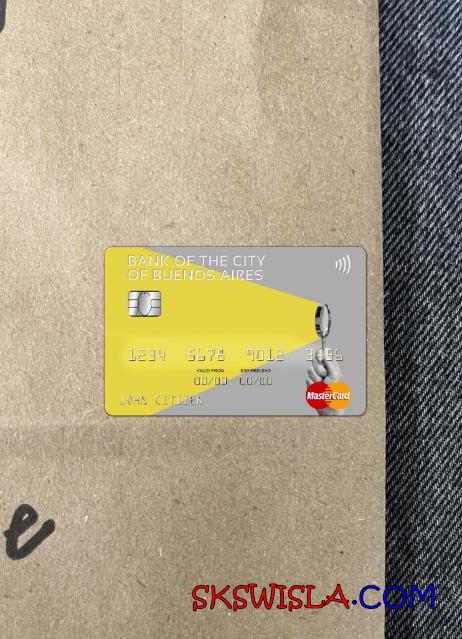 BANK OF THE CITY
OF BUENOS AIRES
1234 5678 9012 3456
VALID FROM EXPIRED END
00/00 00/00
JOHN CITIZEN
MasterCard
e
SKSWISLA.COM